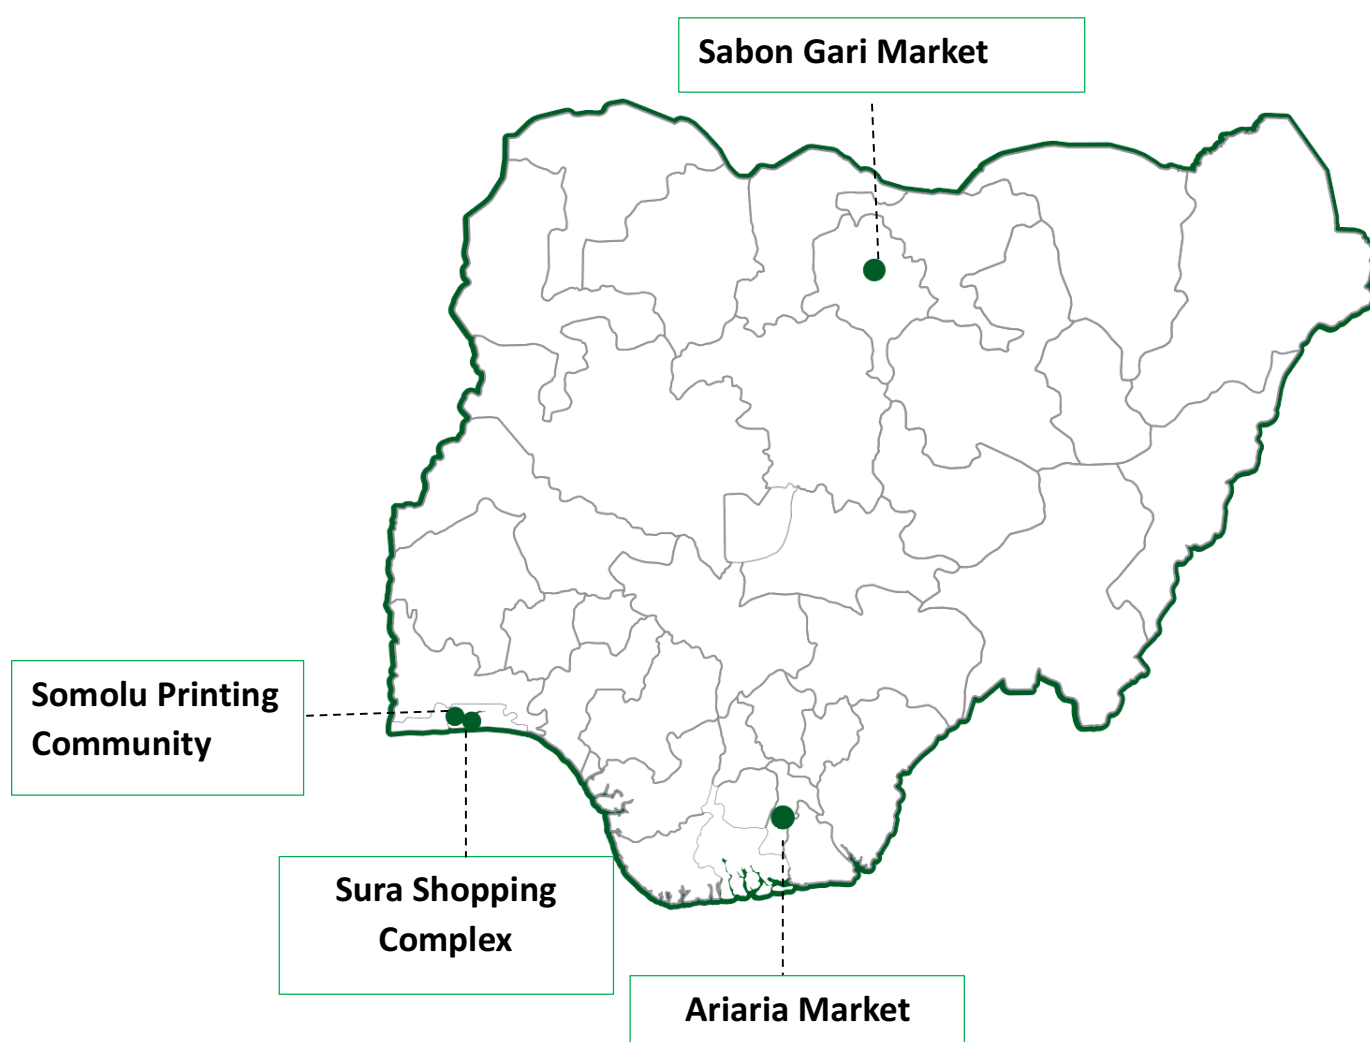 Sabon Gari Market
Somolu Printing
Community
Sura Shopping
Complex
Ariaria Market